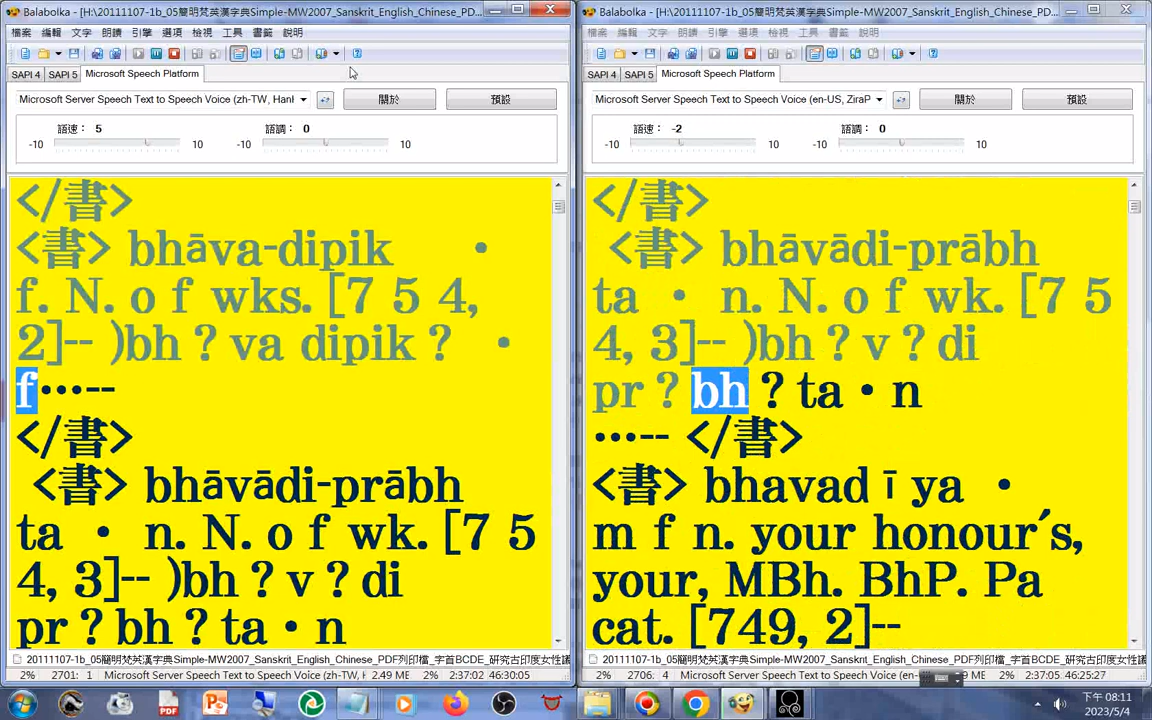 Balabolka - [H:\20111107-1b_05簡明梵英漢字典Simple-MW2007_Sanskrit_English_Chinese_PD...
檔案 編輯 文字 朗讀 引擎 選項 檢視 工具 書籤 說明
SAPI 4 SAPI 5 Microsoft Speech Platform
Microsoft Server Speech Text to Speech Voice (zh-TW, HanI
關於 預設
語速： 5 語調： 0
-10 10 -10 10
</書>
<書> bhāva-dipik •
f. N. o f wks. [7 5 4,
2]-- )bh ? va dipik ? •
f…--
</書>
<書> bhāvādi-prābh
ta • n. N. o f wk. [7 5
4, 3]-- )bh ? v ? di
pr ? bh ? ta • n
20111107-1b_05簡明梵英漢字典Simple-MW2007_Sanskrit_English_Chinese_PDF列印檔_字首BCDE_研究古印度女性議
2% 2701: 1 Microsoft Server Speech Text to Speech Voice (zh-TW, H 2.49 MB 2% 2:37:02 46:30:05
Balabolka - [H:\20111107-1b_05簡明梵英漢字典Simple-MW2007_Sanskrit_English_Chinese_PD...
檔案 編輯 文字 朗讀 引擎 選項 檢視 工具 書籤 說明
SAPI 4 SAPI 5 Microsoft Speech Platform
Microsoft Server Speech Text to Speech Voice (en-US, ZiraP
關於 預設
語速： -2 語調： 0
-10 10 -10 10
</書>
<書> bhāvādi-prābh
ta • n. N. o f wk. [7 5
4, 3]-- )bh ? v ? di
pr ? bh ? ta • n
…-- </書>
<書> bhavad ī ya •
m f n. your honour's,
your, MBh. BhP. Pa
cat. [749, 2]--
20111107-1b_05簡明梵英漢字典Simple-MW2007_Sanskrit_English_Chinese_PDF列印檔_字首BCDE_研究古印度女性議
2% 2706: 4 Microsoft Server Speech Text to Speech Voice (en-US, MB 2% 2:37:05 46:25:27
下午 08:11
2023/5/4